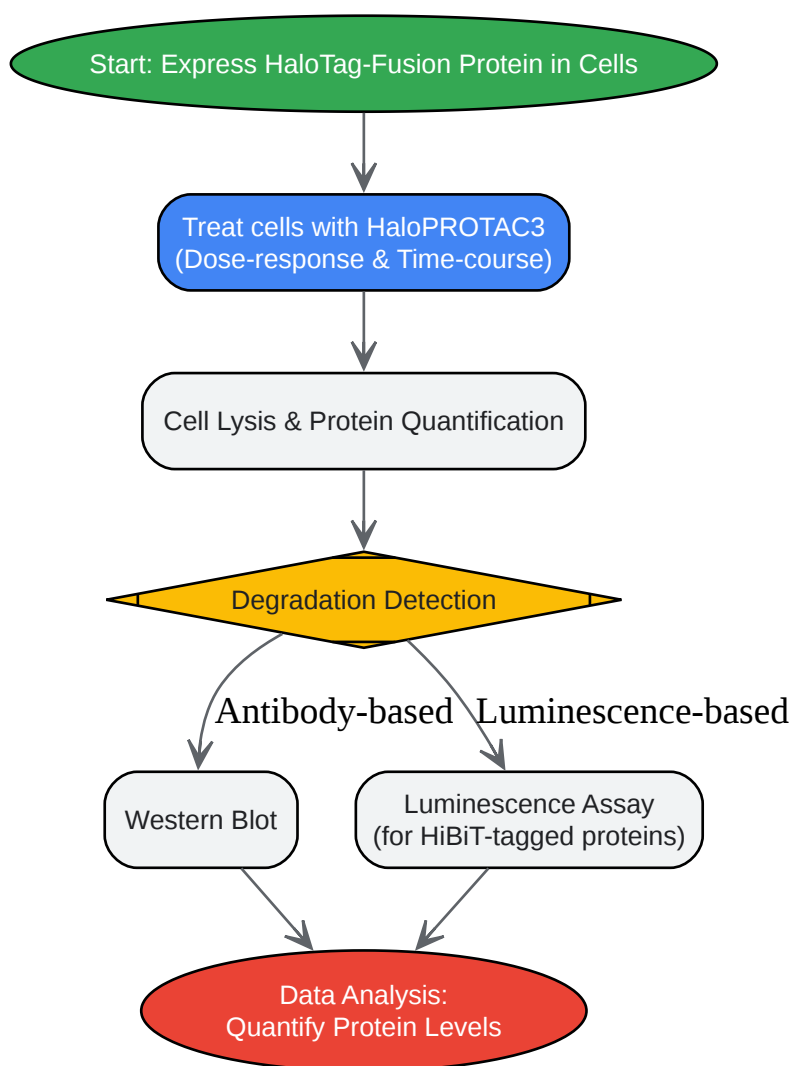 Start: Express HaloTag-Fusion Protein in Cells
Treat cells with HaloPROTAC3
(Dose-response & Time-course)
Cell Lysis & Protein Quantification
Degradation Detection
Antibody-based
Luminescence-based
Western Blot
Luminescence Assay
(for HiBiT-tagged proteins)
Data Analysis:
Quantify Protein Levels